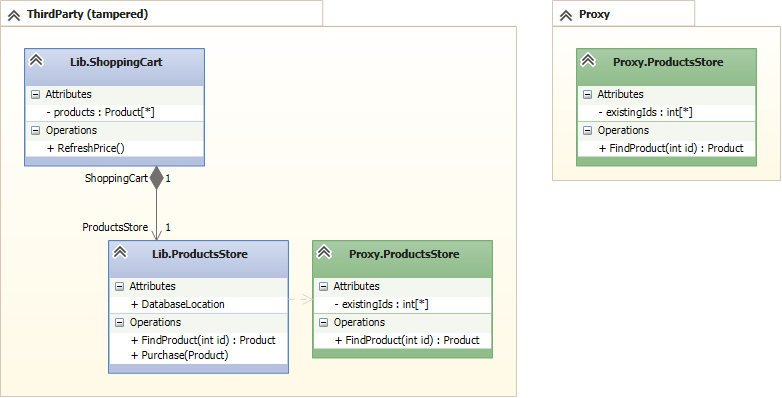 ThirdParty (tampered)
Lib.ShoppingCart
Attributes
- products : Product[*]
Operations
+ RefreshPrice()
ShoppingCart 1
ProductsStore 1
Lib.ProductsStore
Attributes
+ DatabaseLocation
Operations
+ FindProduct(int id) : Product
+ Purchase(Product)
Proxy.ProductsStore
Attributes
- existingIds : int[*]
Operations
+ FindProduct(int id) : Product
Proxy
Proxy.ProductsStore
Attributes
- existingIds : int[*]
Operations
+ FindProduct(int id) : Product